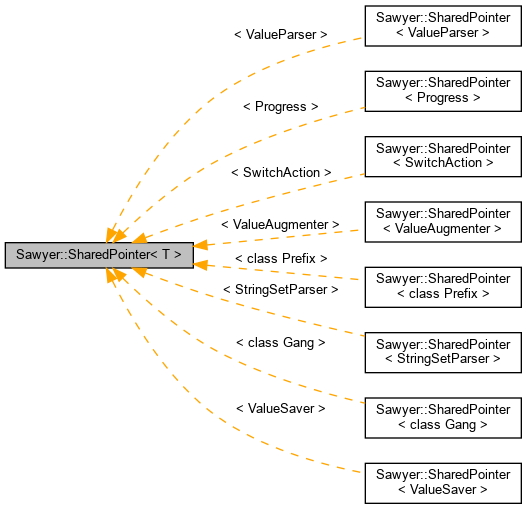 Sawyer::SharedPointer< T >
< ValueParser >
< Progress >
< SwitchAction >
< ValueAugmenter >
< class Prefix >
< StringSetParser >
< class Gang >
< ValueSaver >
Sawyer::SharedPointer
< ValueParser >
Sawyer::SharedPointer
< Progress >
Sawyer::SharedPointer
< SwitchAction >
Sawyer::SharedPointer
< ValueAugmenter >
Sawyer::SharedPointer
< class Prefix >
Sawyer::SharedPointer
< StringSetParser >
Sawyer::SharedPointer
< class Gang >
Sawyer::SharedPointer
< ValueSaver >